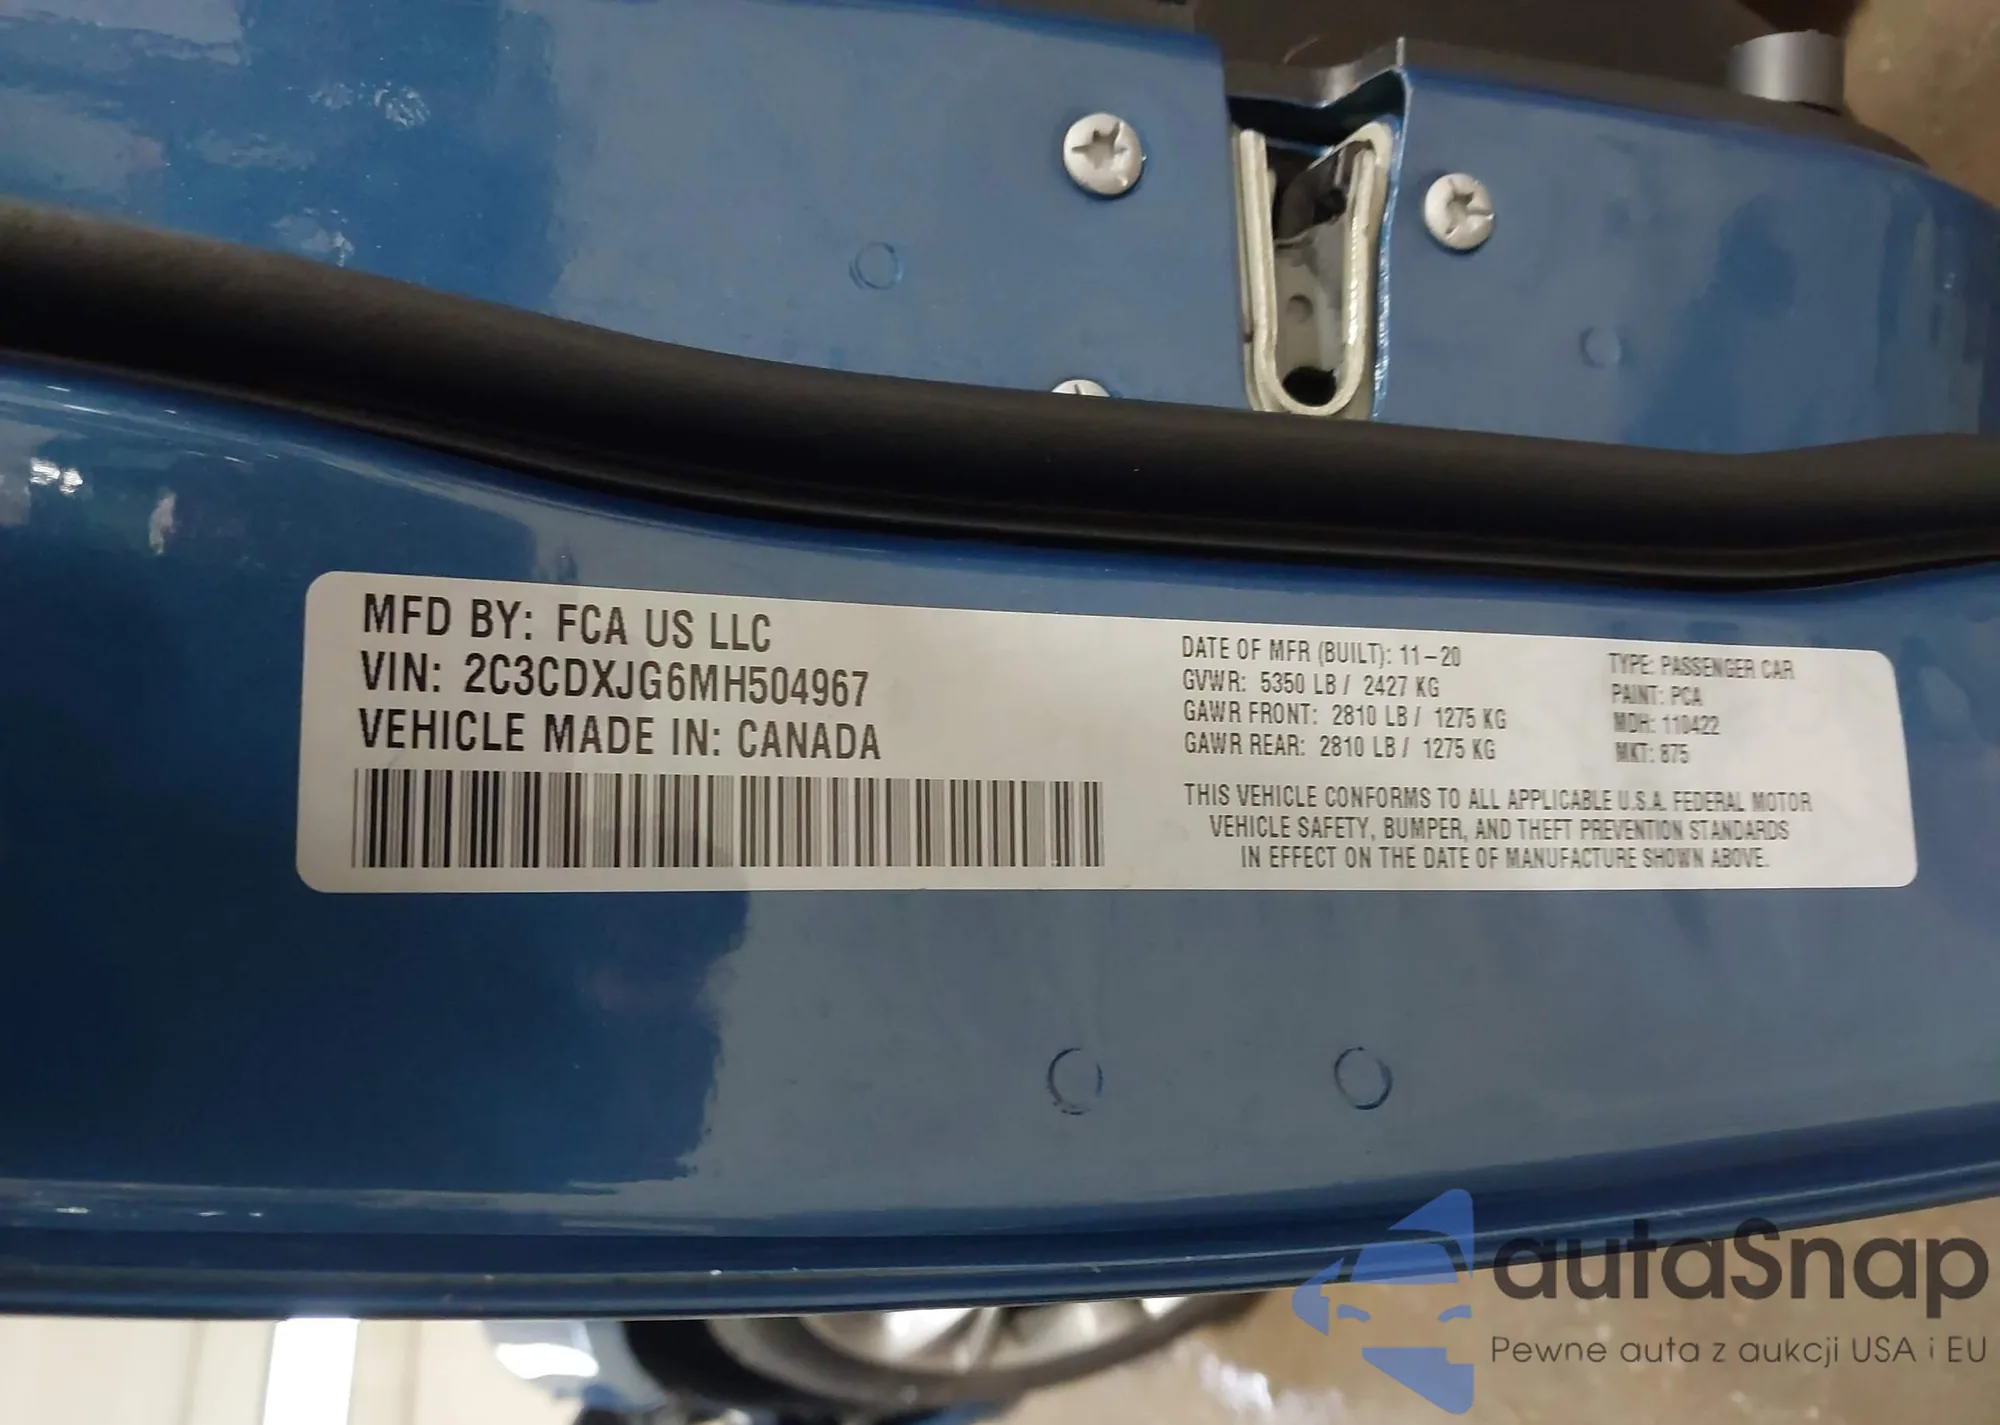 MFD BY: FCA US LLC
VIN: 2C3CDXJG6MH504967
VEHICLE MADE IN: CANADA
DATE OF MFR (BUILT): 11-20
GVWR: 5350 LB / 2427 KG
GAWR FRONT: 2810 LB / 1275 KG
GAWR REAR: 2810 LB / 1275 KG
TYPE: PASSENGER CAR
PAINT: PCA
MDH: 110422
MKT: 875
THIS VEHICLE CONFORMS TO ALL APPLICABLE U.S.A. FEDERAL MOTOR
VEHICLE SAFETY, BUMPER, AND THEFT PREVENTION STANDARDS
IN EFFECT ON THE DATE OF MANUFACTURE SHOWN ABOVE.
autaSnap
Pewne auta z aukcji USA i EU